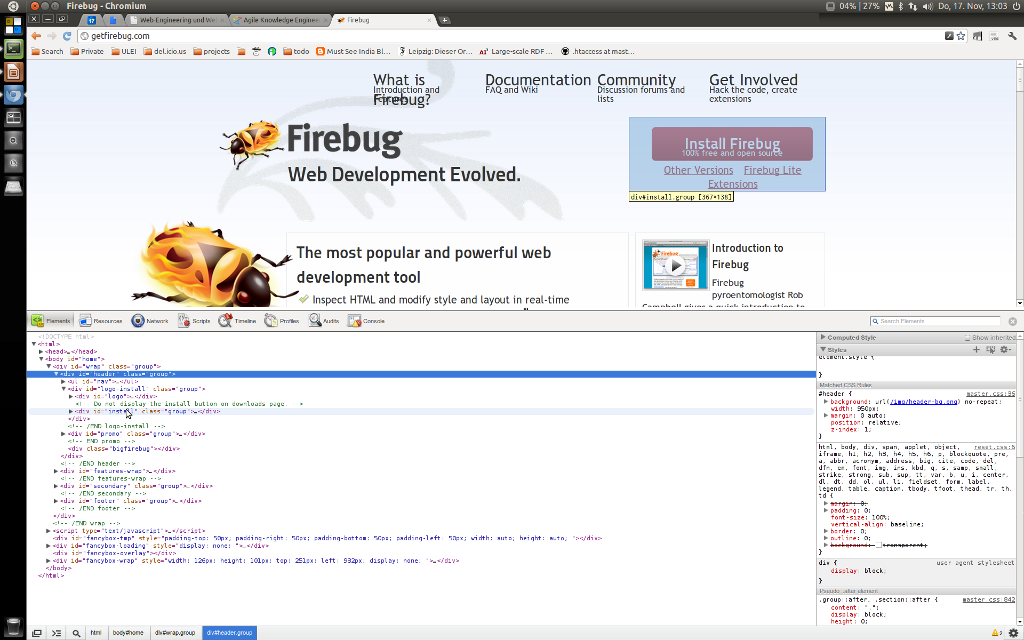 Firebug - Chromium
04% | 27%
Do, 17. Nov, 13:03
17
Web-Engineering und We
Agile Knowledge Enginee
Firebug
getfirebug.com
Search
Private
ULEI
del.icio.us
projects
todo
Must See India Bl...
Leipzig: Dieser Or...
Large-scale RDF ...
.htaccess at mast...
What is Firebug?
Introduction and
Documentation
FAQ and Wiki
Community
Discussion forums and lists
Get Involved
Hack the code, create extensions
Firebug
Web Development Evolved.
Install Firebug
100% free and open source
Other Versions
Firebug Lite
Extensions
div#install.group [367×138]
The most popular and powerful web
development tool
Inspect HTML and modify style and layout in real-time
Introduction to
Firebug
Firebug
pyroentomologist Rob
Campbell gives a quick introduction to
Elements
Resources
Network
Scripts
Timeline
Profiles
Audits
Console
Search Elements
<!DOCTYPE html>
<html>
<head>…</head>
<body id="home">
<div id="wrap" class="group">
<div id="header" class="group">
<ul id="nav">…</ul>
<div id="logo-install" class="group">
<div id="logo">…</div>
<!-- Do not display the install button on downloads page
<div id="install" class="group">…</div>
</div>
<!-- /END logo-install -->
<div id="promo" class="group">…</div>
<!-- END promo -->
<div class="bigfirebug"></div>
</div>
<!-- /END header -->
<div id="features-wrap">…</div>
<!-- /END features-wrap -->
<div id="secondary" class="group">…</div>
<!-- /END secondary -->
<div id="footer" class="group">…</div>
<!-- /END footer -->
</div>
<!-- /END wrap -->
<script type="text/javascript">…</script>
<div id="fancybox-tmp" style="padding-top: 50px; padding-right: 50px; padding-bottom: 50px; padding-left: 50px; width: auto; height: auto; "></div>
<div id="fancybox-loading" style="display: none; ">…</div>
<div id="fancybox-overlay"></div>
<div id="fancybox-wrap" style="width: 126px; height: 101px; top: 251px; left: 932px; display: none; ">…</div>
</body>
</html>
Computed Style
Show inherited
Styles
element.style {
}
Matched CSS Rules
#header {
master.css:96
background: url(/img/header-bg.png) no-repeat;
width: 950px;
margin: 0 auto;
position: relative;
z-index: 1;
}
html, body, div, span, applet, object,
reset.css:5
iframe, h1, h2, h3, h4, h5, h6, p, blockquote, pre,
a, abbr, acronym, address, big, cite, code, del,
dfn, em, font, img, ins, kbd, q, s, samp, small,
strike, strong, sub, sup, tt, var, b, u, i, center,
dl, dt, dd, ol, ul, li, fieldset, form, label,
legend, table, caption, tbody, tfoot, thead, tr, th,
td {
margin: 0;
padding: 0;
font-size: 100%;
vertical-align: baseline;
border: 0;
outline: 0;
background: transparent;
}
div {
user agent stylesheet
display: block;
}
Pseudo ::after element
.group :after, .section::after {
master.css:842
content: ".";
display: block;
height: 0;
html
body#home
div#wrap.group
div#header.group